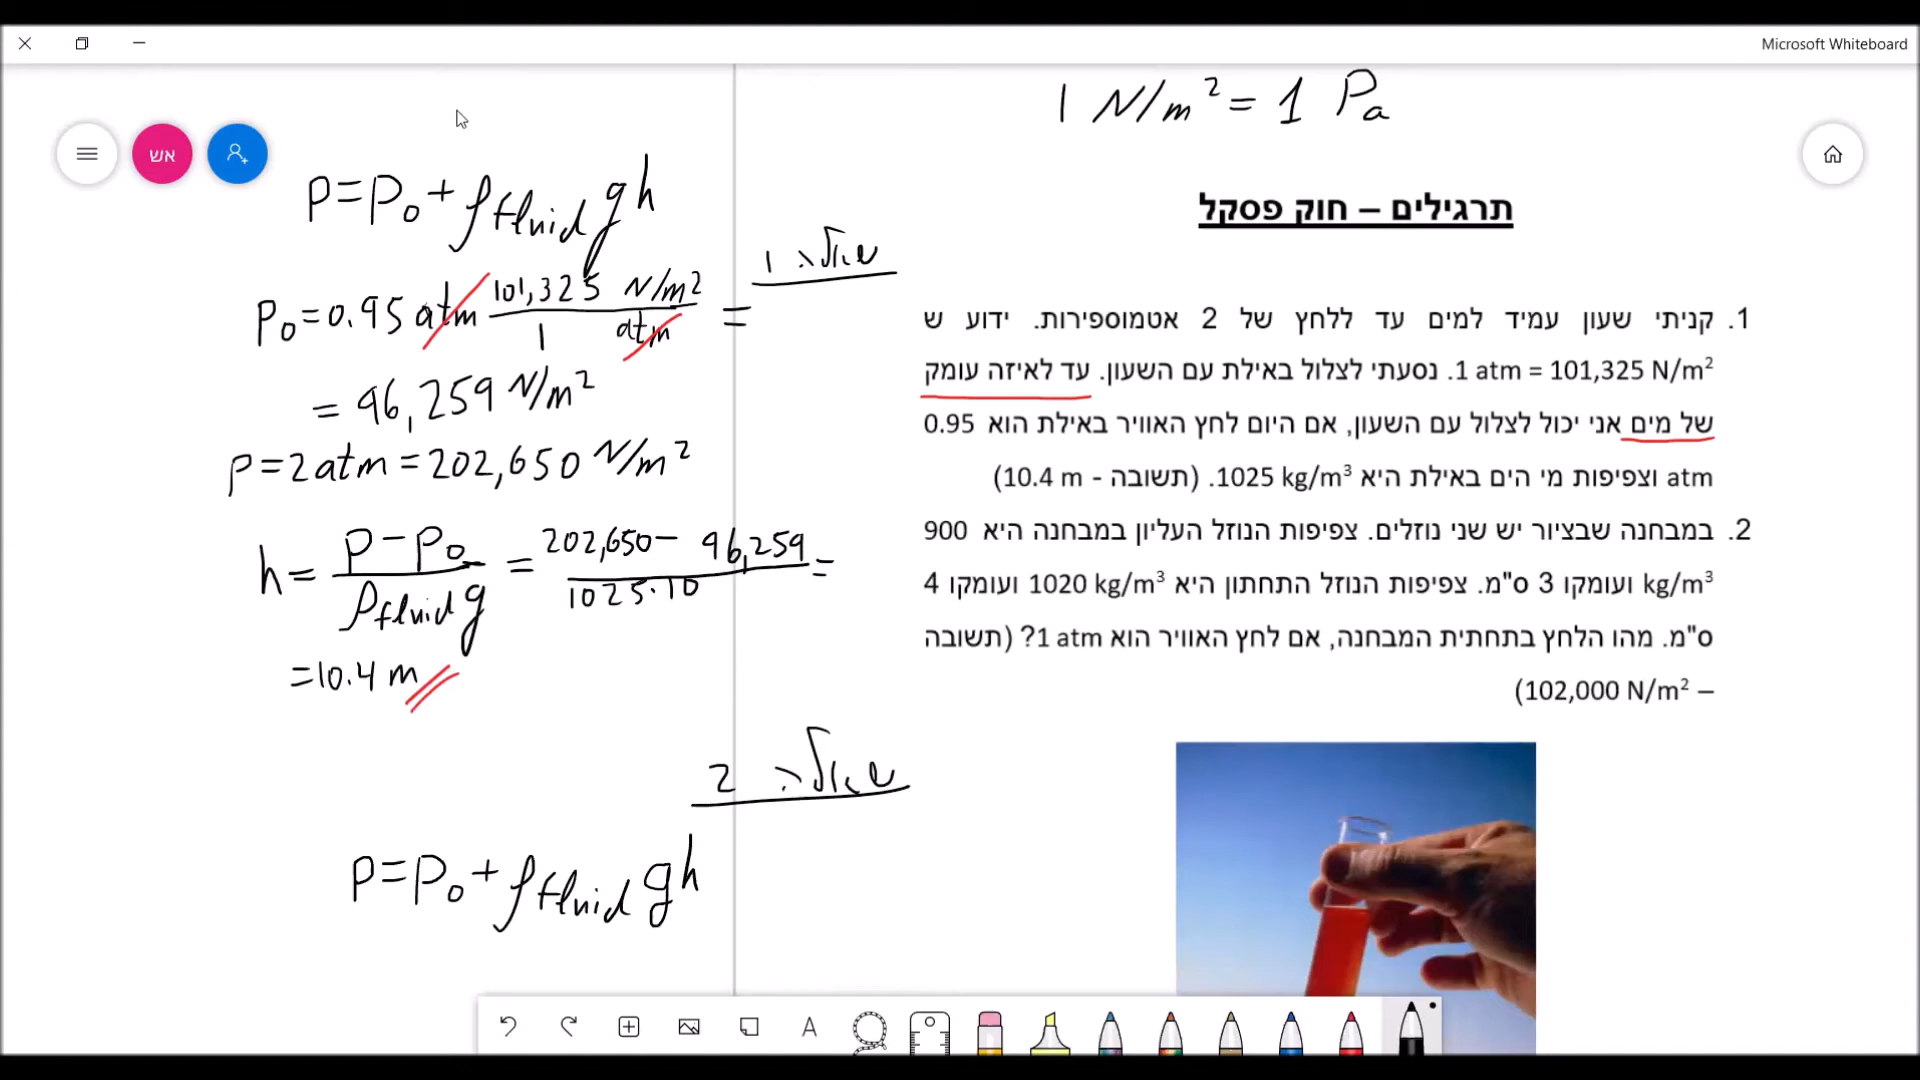 Microsoft Whiteboard
אש
1 N/m² = 1 Pa
תרגילים – חוק פסקל
1. קניתי שעון עמיד למים עד ללחץ של 2 אטמוספירות. ידוע ש
1 atm = 101,325 N/m². נסעתי לצלול באילת עם השעון. עד לאיזה עומק
של מים אני יכול לצלול עם השעון, אם היום לחץ האוויר באילת הוא 0.95
atm וצפיפות מי הים באילת היא 1025 kg/m³. (תשובה - 10.4 m)
2. במבחנה שבציור יש שני נוזלים. צפיפות הנוזל העליון במבחנה היא 900
kg/m³ ועומקו 3 ס"מ. צפיפות הנוזל התחתון היא 1020 kg/m³ ועומקו 4
ס"מ. מהו הלחץ בתחתית המבחנה, אם לחץ האוויר הוא 1 atm? (תשובה
– 102,000 N/m²)
שאלה 1
P=P₀+ρfluid gh
P₀=0.95 atm 101,325 N/m² / 1 atm =
= 96,259 N/m²
P=2atm=202,650 N/m²
h= P-P₀ / ρfluid g = 202,650- 96,259 / 1025·10 =
=10.4 m
שאלה 2
P=P₀+ρfluid gh
A